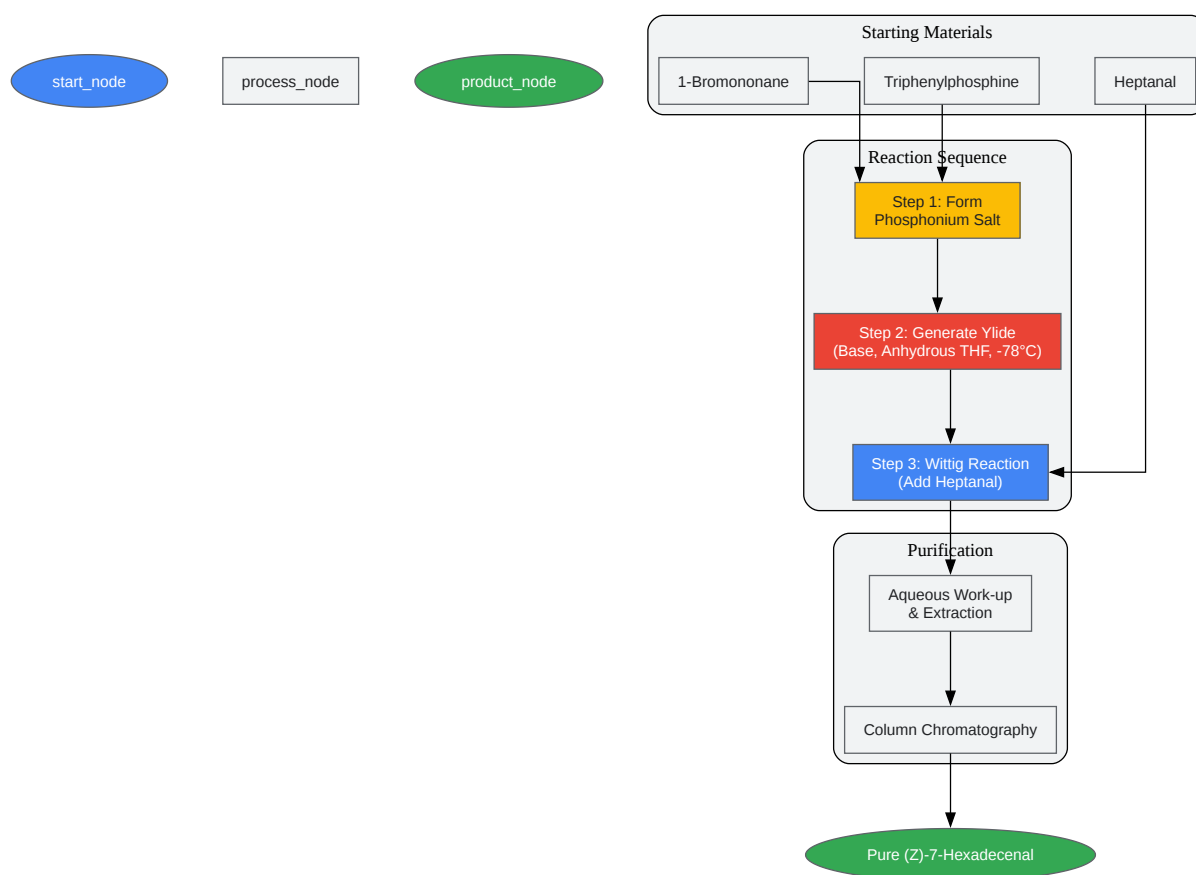 start_node
process_node
product_node
Starting Materials
1-Bromononane
Triphenylphosphine
Heptanal
Reaction Sequence
Step 1: Form
Phosphonium Salt
Step 2: Generate Ylide
(Base, Anhydrous THF, -78°C)
Step 3: Wittig Reaction
(Add Heptanal)
Purification
Aqueous Work-up
& Extraction
Column Chromatography
Pure (Z)-7-Hexadecenal